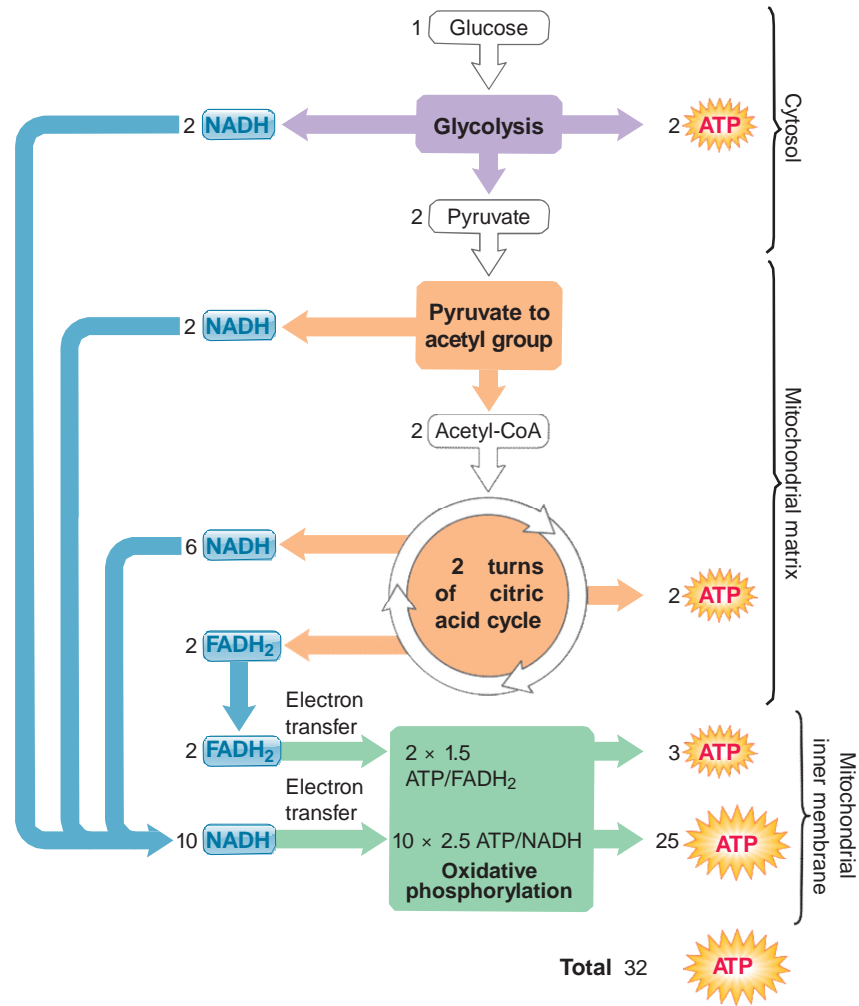 1 Glucose
2 NADH
Glycolysis
2 ATP
Cytosol
2 Pyruvate
2 NADH
Pyruvate to
acetyl group
2 Acetyl-CoA
Mitochondrial matrix
6 NADH
2 turns
of citric
acid cycle
2 ATP
2 FADH₂
Electron
transfer
2 FADH₂
2 × 1.5
ATP/FADH₂
3 ATP
Electron
transfer
10 NADH
10 × 2.5 ATP/NADH
25 ATP
Oxidative
phosphorylation
Mitochondrial
inner membrane
Total 32 ATP